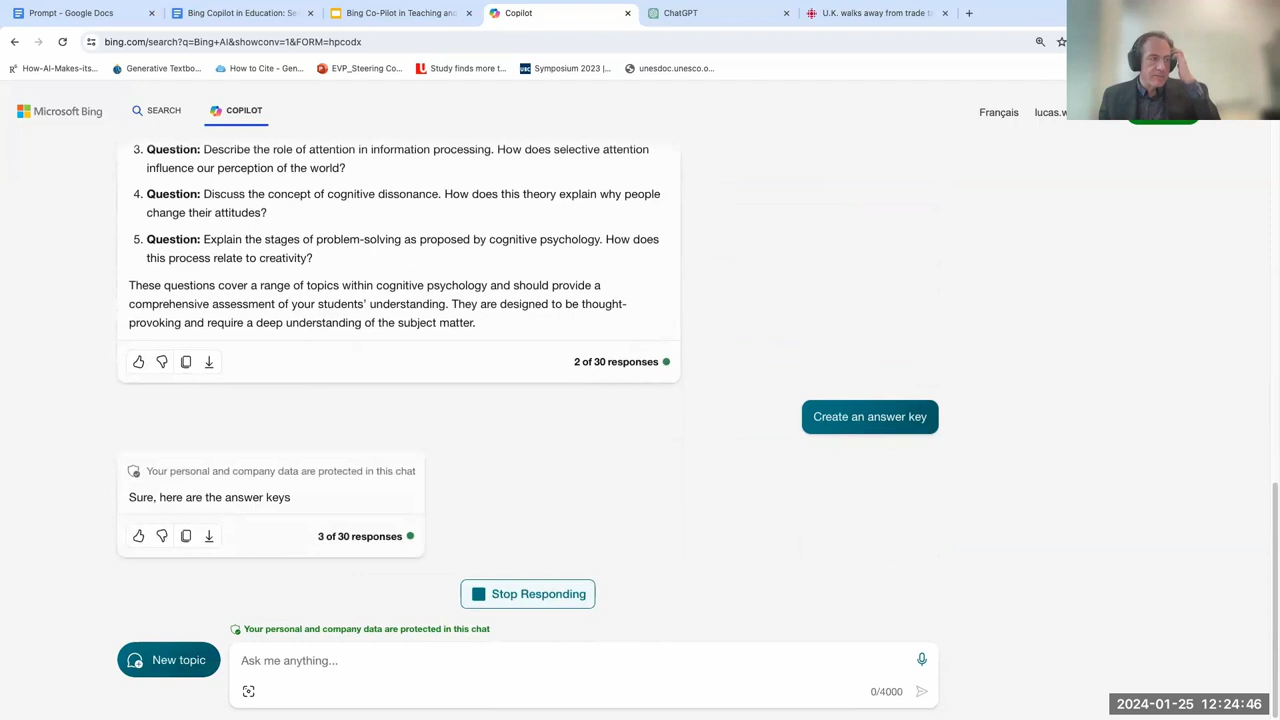 Prompt - Google Docs
Bing Copilot in Education: Se
Bing Co-Pilot in Teaching and
Copilot
ChatGPT
U.K. walks away from trade ta
bing.com/search?q=Bing+AI&showconv=1&FORM=hpcodx
How-AI-Makes-its...
Generative Textbo...
How to Cite - Gen...
EVP_Steering Co...
Study finds more t...
Symposium 2023 |...
unesdoc.unesco.o...
Microsoft Bing
SEARCH
COPILOT
Français
lucas.w
3. Question: Describe the role of attention in information processing. How does selective attention
influence our perception of the world?
4. Question: Discuss the concept of cognitive dissonance. How does this theory explain why people
change their attitudes?
5. Question: Explain the stages of problem-solving as proposed by cognitive psychology. How does
this process relate to creativity?
These questions cover a range of topics within cognitive psychology and should provide a
comprehensive assessment of your students' understanding. They are designed to be thought-
provoking and require a deep understanding of the subject matter.
2 of 30 responses
Create an answer key
Your personal and company data are protected in this chat
Sure, here are the answer keys
3 of 30 responses
Stop Responding
Your personal and company data are protected in this chat
New topic
Ask me anything...
0/4000
2024-01-25 12:24:46